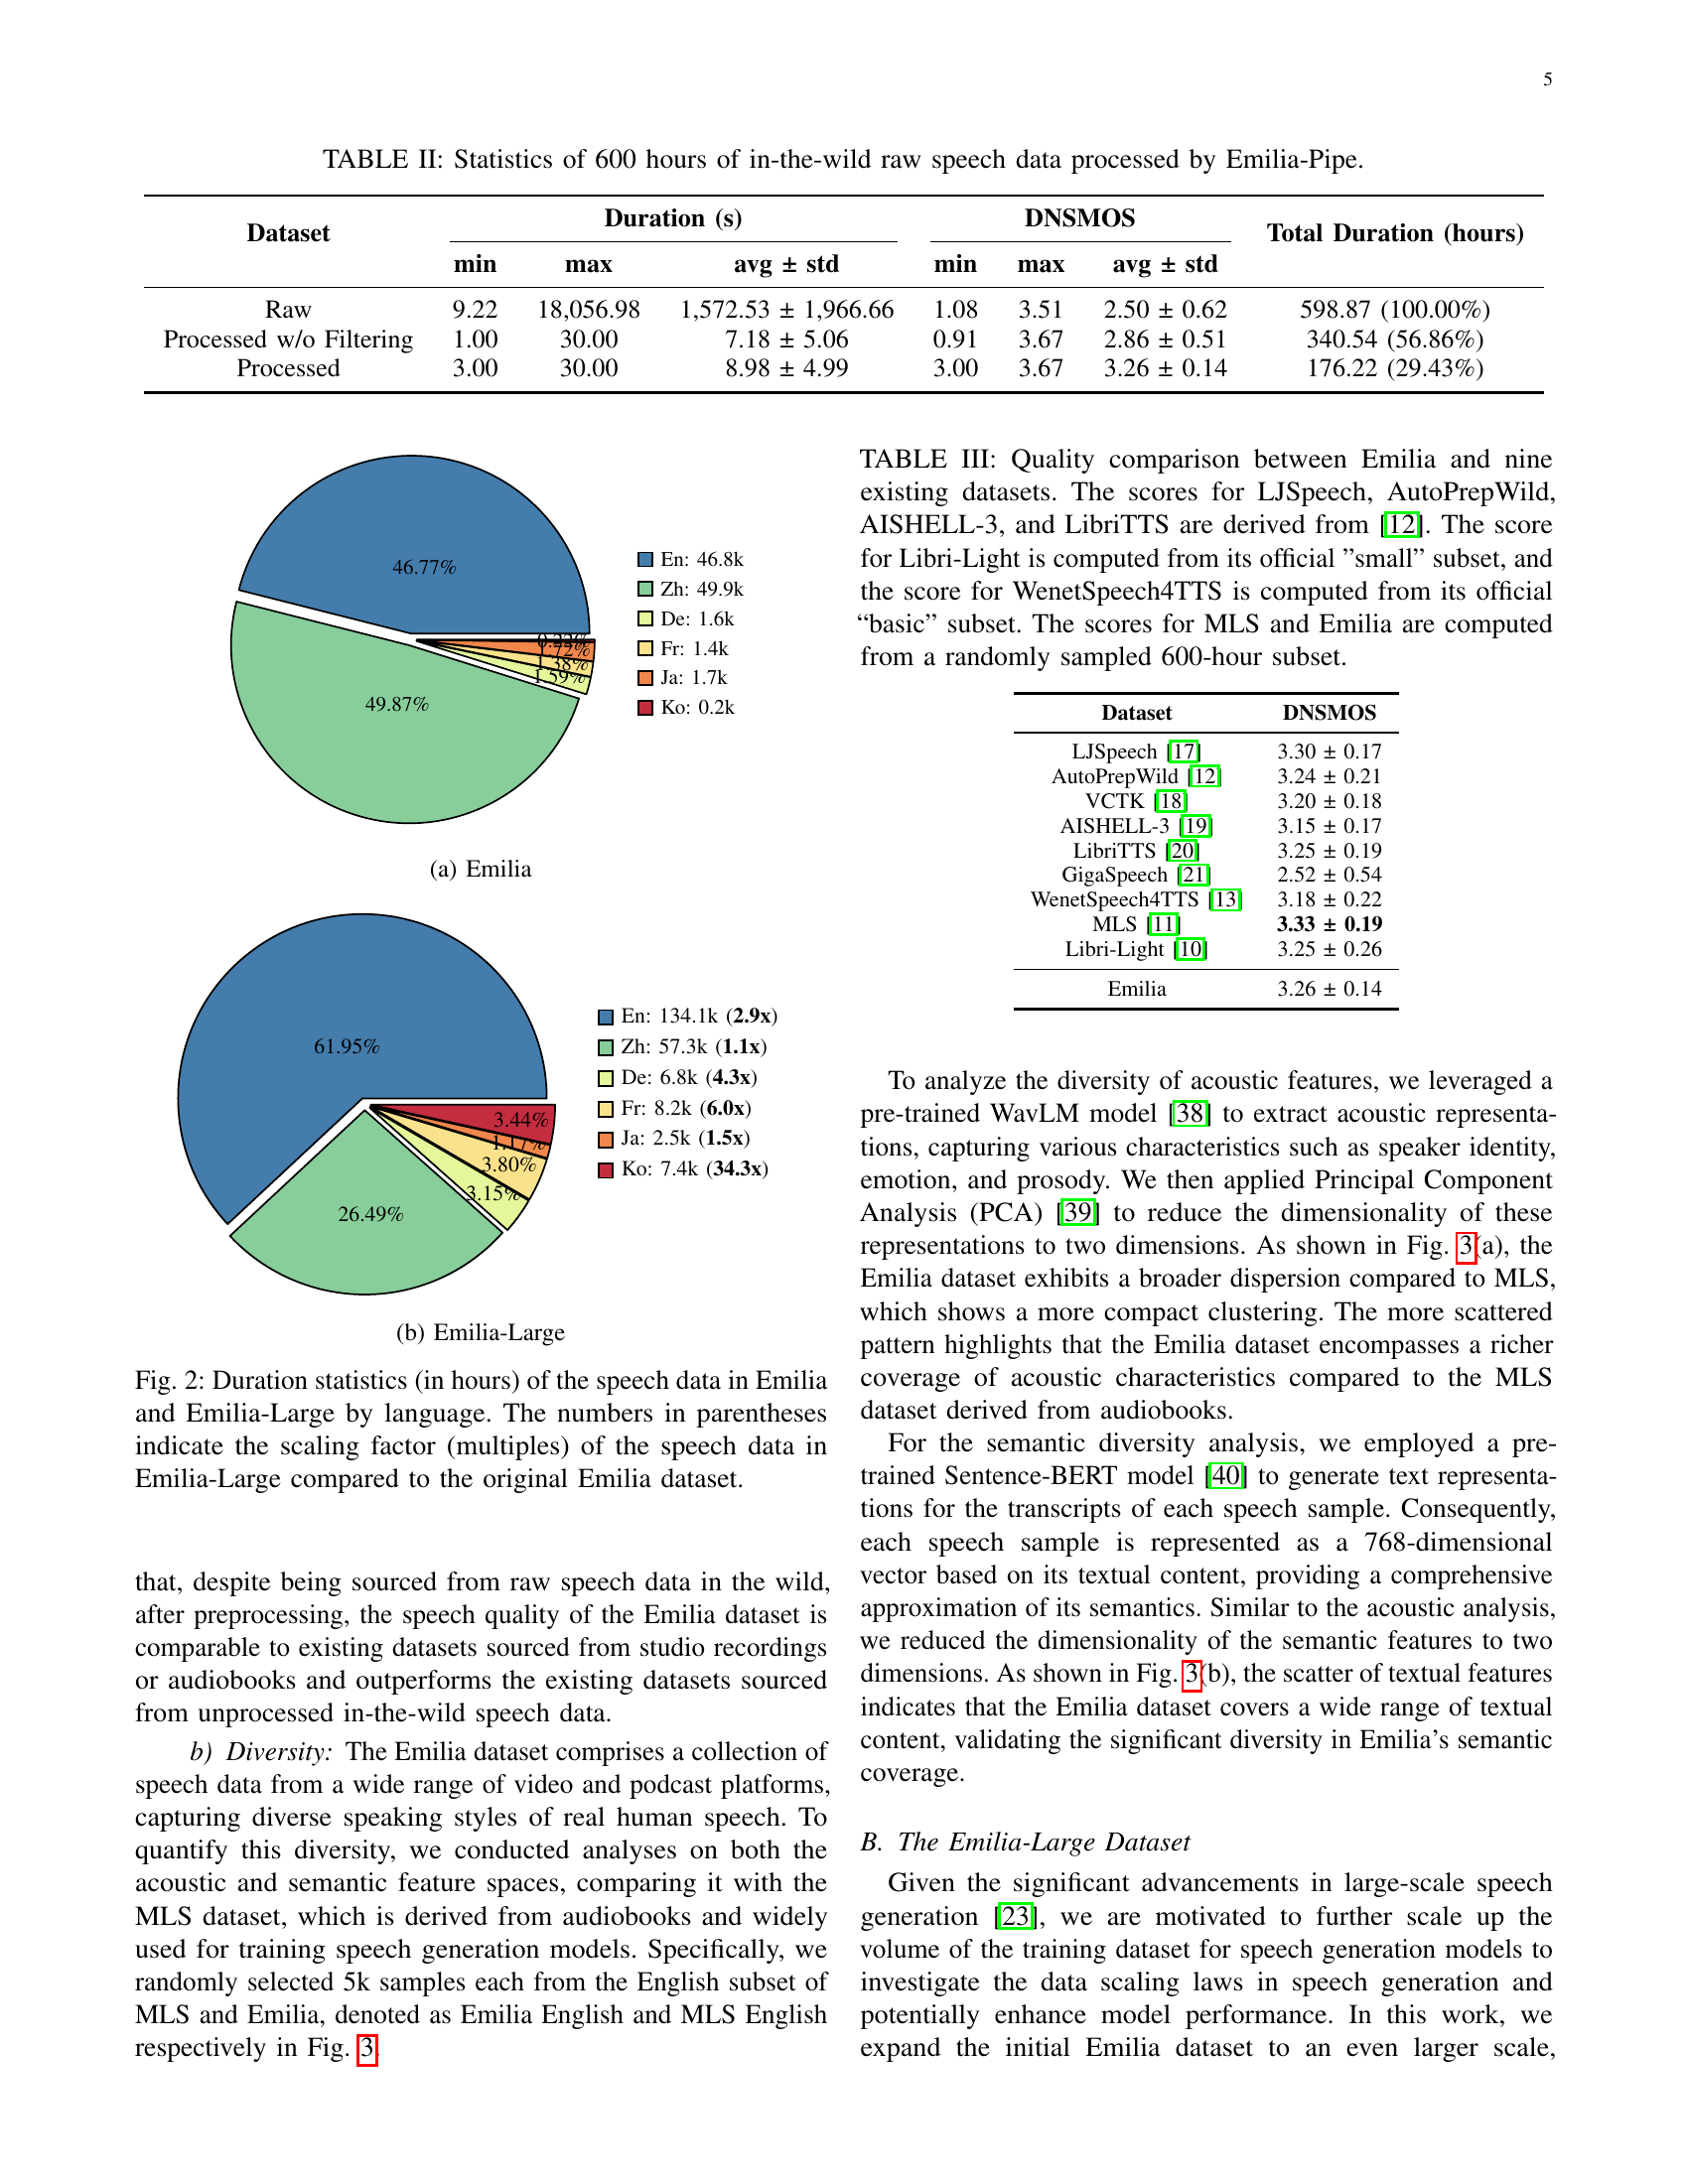 5
TABLE II: Statistics of 600 hours of in-the-wild raw speech data processed by Emilia-Pipe.
Dataset Duration (s) DNSMOS Total Duration (hours)
min max avg ± std min max avg ± std
Raw 9.22 18,056.98 1,572.53 ± 1,966.66 1.08 3.51 2.50 ± 0.62 598.87 (100.00%)
Processed w/o Filtering 1.00 30.00 7.18 ± 5.06 0.91 3.67 2.86 ± 0.51 340.54 (56.86%)
Processed 3.00 30.00 8.98 ± 4.99 3.00 3.67 3.26 ± 0.14 176.22 (29.43%)
46.77%
49.87%
0.22%
1.72%
1.38%
1.59%
En: 46.8k
Zh: 49.9k
De: 1.6k
Fr: 1.4k
Ja: 1.7k
Ko: 0.2k
(a) Emilia
61.95%
26.49%
3.44%
1.17%
3.80%
3.15%
En: 134.1k (2.9x)
Zh: 57.3k (1.1x)
De: 6.8k (4.3x)
Fr: 8.2k (6.0x)
Ja: 2.5k (1.5x)
Ko: 7.4k (34.3x)
(b) Emilia-Large
Fig. 2: Duration statistics (in hours) of the speech data in Emilia
and Emilia-Large by language. The numbers in parentheses
indicate the scaling factor (multiples) of the speech data in
Emilia-Large compared to the original Emilia dataset.
that, despite being sourced from raw speech data in the wild,
after preprocessing, the speech quality of the Emilia dataset is
comparable to existing datasets sourced from studio recordings
or audiobooks and outperforms the existing datasets sourced
from unprocessed in-the-wild speech data.
b) Diversity: The Emilia dataset comprises a collection of
speech data from a wide range of video and podcast platforms,
capturing diverse speaking styles of real human speech. To
quantify this diversity, we conducted analyses on both the
acoustic and semantic feature spaces, comparing it with the
MLS dataset, which is derived from audiobooks and widely
used for training speech generation models. Specifically, we
randomly selected 5k samples each from the English subset of
MLS and Emilia, denoted as Emilia English and MLS English
respectively in Fig. 3.
TABLE III: Quality comparison between Emilia and nine
existing datasets. The scores for LJSpeech, AutoPrepWild,
AISHELL-3, and LibriTTS are derived from [12]. The score
for Libri-Light is computed from its official ”small” subset, and
the score for WenetSpeech4TTS is computed from its official
“basic” subset. The scores for MLS and Emilia are computed
from a randomly sampled 600-hour subset.
Dataset DNSMOS
LJSpeech [17] 3.30 ± 0.17
AutoPrepWild [12] 3.24 ± 0.21
VCTK [18] 3.20 ± 0.18
AISHELL-3 [19] 3.15 ± 0.17
LibriTTS [20] 3.25 ± 0.19
GigaSpeech [21] 2.52 ± 0.54
WenetSpeech4TTS [13] 3.18 ± 0.22
MLS [11] 3.33 ± 0.19
Libri-Light [10] 3.25 ± 0.26
Emilia 3.26 ± 0.14
To analyze the diversity of acoustic features, we leveraged a
pre-trained WavLM model [38] to extract acoustic representa-
tions, capturing various characteristics such as speaker identity,
emotion, and prosody. We then applied Principal Component
Analysis (PCA) [39] to reduce the dimensionality of these
representations to two dimensions. As shown in Fig. 3(a), the
Emilia dataset exhibits a broader dispersion compared to MLS,
which shows a more compact clustering. The more scattered
pattern highlights that the Emilia dataset encompasses a richer
coverage of acoustic characteristics compared to the MLS
dataset derived from audiobooks.
For the semantic diversity analysis, we employed a pre-
trained Sentence-BERT model [40] to generate text representa-
tions for the transcripts of each speech sample. Consequently,
each speech sample is represented as a 768-dimensional
vector based on its textual content, providing a comprehensive
approximation of its semantics. Similar to the acoustic analysis,
we reduced the dimensionality of the semantic features to two
dimensions. As shown in Fig. 3(b), the scatter of textual features
indicates that the Emilia dataset covers a wide range of textual
content, validating the significant diversity in Emilia’s semantic
coverage.
B. The Emilia-Large Dataset
Given the significant advancements in large-scale speech
generation [23], we are motivated to further scale up the
volume of the training dataset for speech generation models to
investigate the data scaling laws in speech generation and
potentially enhance model performance. In this work, we
expand the initial Emilia dataset to an even larger scale,